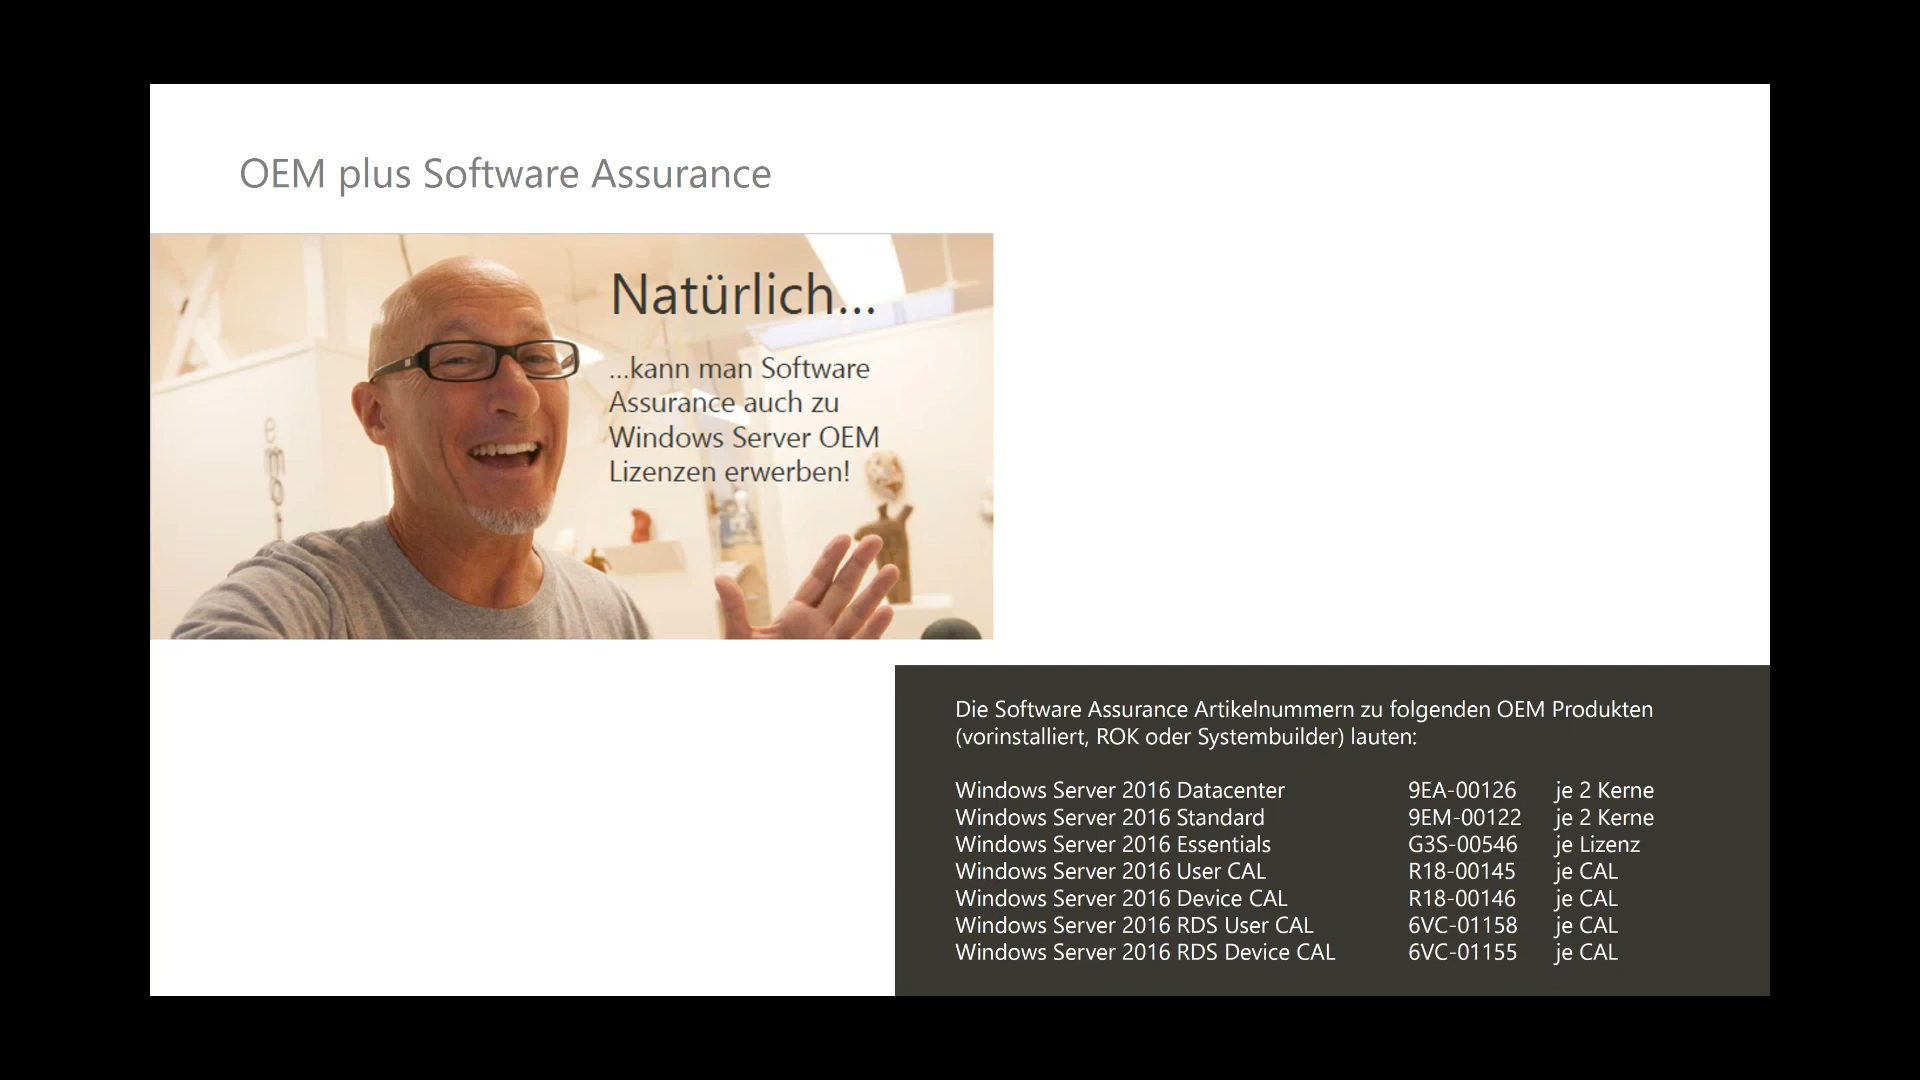 OEM plus Software Assurance
Natürlich...
...kann man Software
Assurance auch zu
Windows Server OEM
Lizenzen erwerben!
Die Software Assurance Artikelnummern zu folgenden OEM Produkten
(vorinstalliert, ROK oder Systembuilder) lauten:
Windows Server 2016 Datacenter 9EA-00126 je 2 Kerne
Windows Server 2016 Standard 9EM-00122 je 2 Kerne
Windows Server 2016 Essentials G3S-00546 je Lizenz
Windows Server 2016 User CAL R18-00145 je CAL
Windows Server 2016 Device CAL R18-00146 je CAL
Windows Server 2016 RDS User CAL 6VC-01158 je CAL
Windows Server 2016 RDS Device CAL 6VC-01155 je CAL